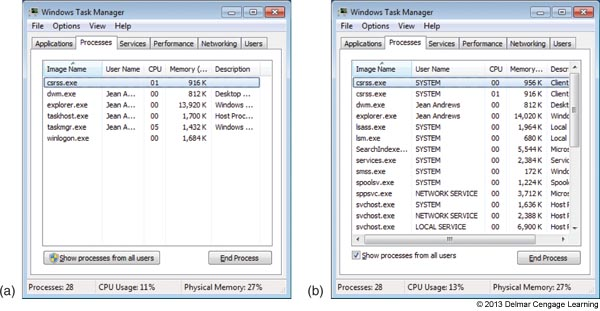 Windows Task Manager
File Options View Help
Applications Processes Services Performance Networking Users
Image Name User Name CPU Memory (... Description
csrss.exe 01 916 K
dwm.exe Jean A... 00 812 K Desktop ...
explorer.exe Jean A... 00 13,920 K Windows ...
taskhost.exe Jean A... 00 1,700 K Host Proc...
taskmgr.exe Jean A... 05 1,432 K Windows ...
winlogon.exe 00 1,684 K
Show processes from all users End Process
Processes: 28 CPU Usage: 11% Physical Memory: 27%
(a)
Windows Task Manager
File Options View Help
Applications Processes Services Performance Networking Users
Image Name User Name CPU Memory... Descr
csrss.exe SYSTEM 00 956 K Client
csrss.exe SYSTEM 01 916 K Client
dwm.exe Jean Andrews 00 812 K Deskt
explorer.exe Jean Andrews 00 14,020 K Windo
lsass.exe SYSTEM 00 1,964 K Local
lsm.exe SYSTEM 00 680 K Local
SearchIndexe... SYSTEM 00 5,544 K Micros
services.exe SYSTEM 00 2,384 K Servic
smss.exe SYSTEM 00 172 K Windo
spoolsv.exe SYSTEM 00 1,224 K Spoole
sppsvc.exe NETWORK SERVICE 00 3,712 K Micros
svchost.exe SYSTEM 00 1,636 K Host P
svchost.exe NETWORK SERVICE 00 2,388 K Host P
svchost.exe LOCAL SERVICE 00 6,900 K Host P
Show processes from all users End Process
Processes: 28 CPU Usage: 13% Physical Memory: 27%
(b)
© 2013 Delmar Cengage Learning